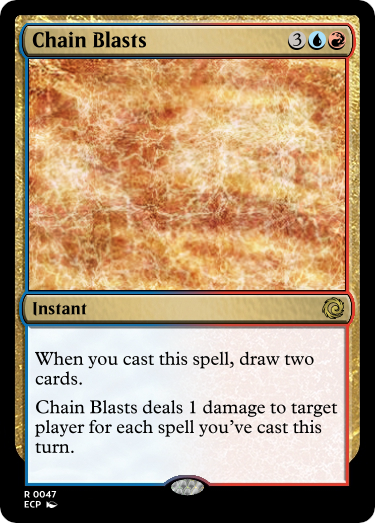 Chain Blasts 3
Instant
When you cast this spell, draw two
cards.
Chain Blasts deals 1 damage to target
player for each spell you've cast this
turn.
R 0047
ECP